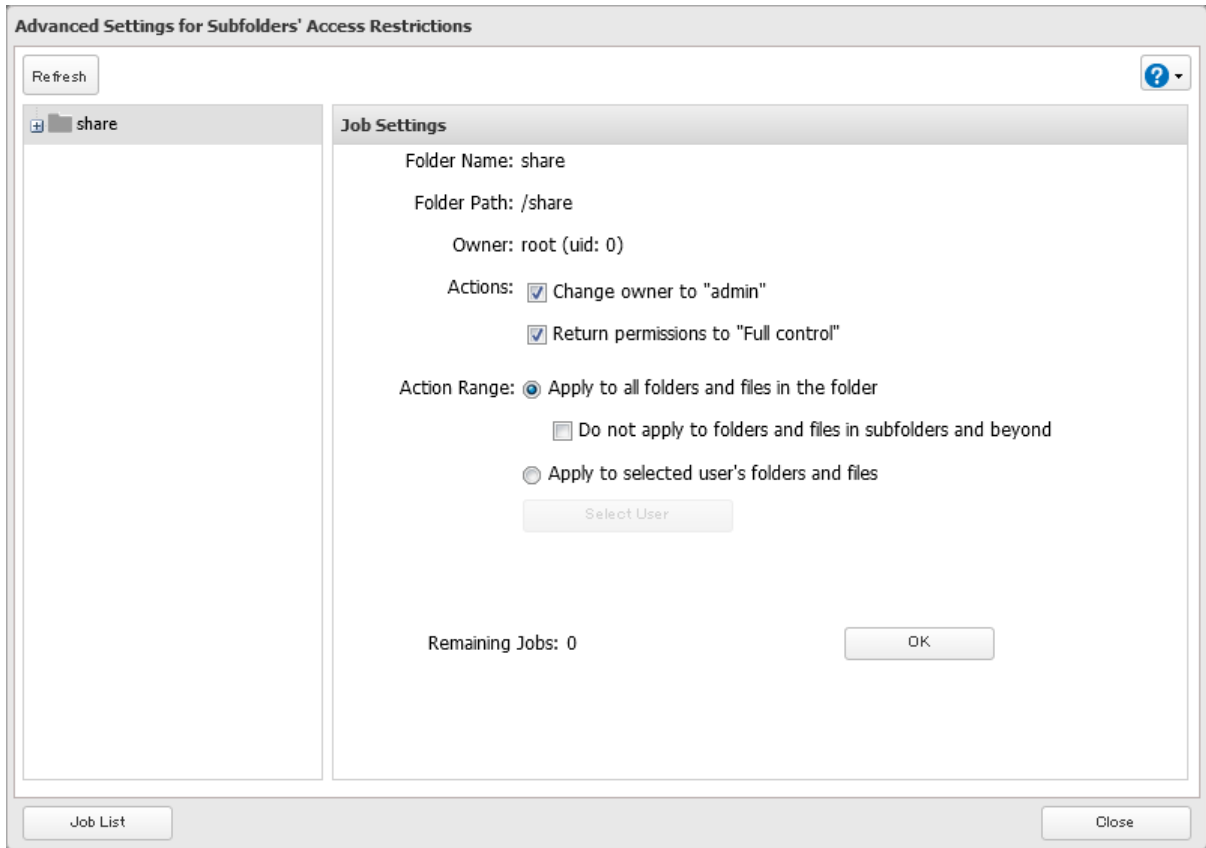 Advanced Settings for Subfolders' Access Restrictions
Refresh
?
share
Job Settings
Folder Name: share
Folder Path: /share
Owner: root (uid: 0)
Actions: Change owner to "admin"
Return permissions to "Full control"
Action Range: Apply to all folders and files in the folder
Do not apply to folders and files in subfolders and beyond
Apply to selected user's folders and files
Select User
Remaining Jobs: 0
OK
Job List
Close